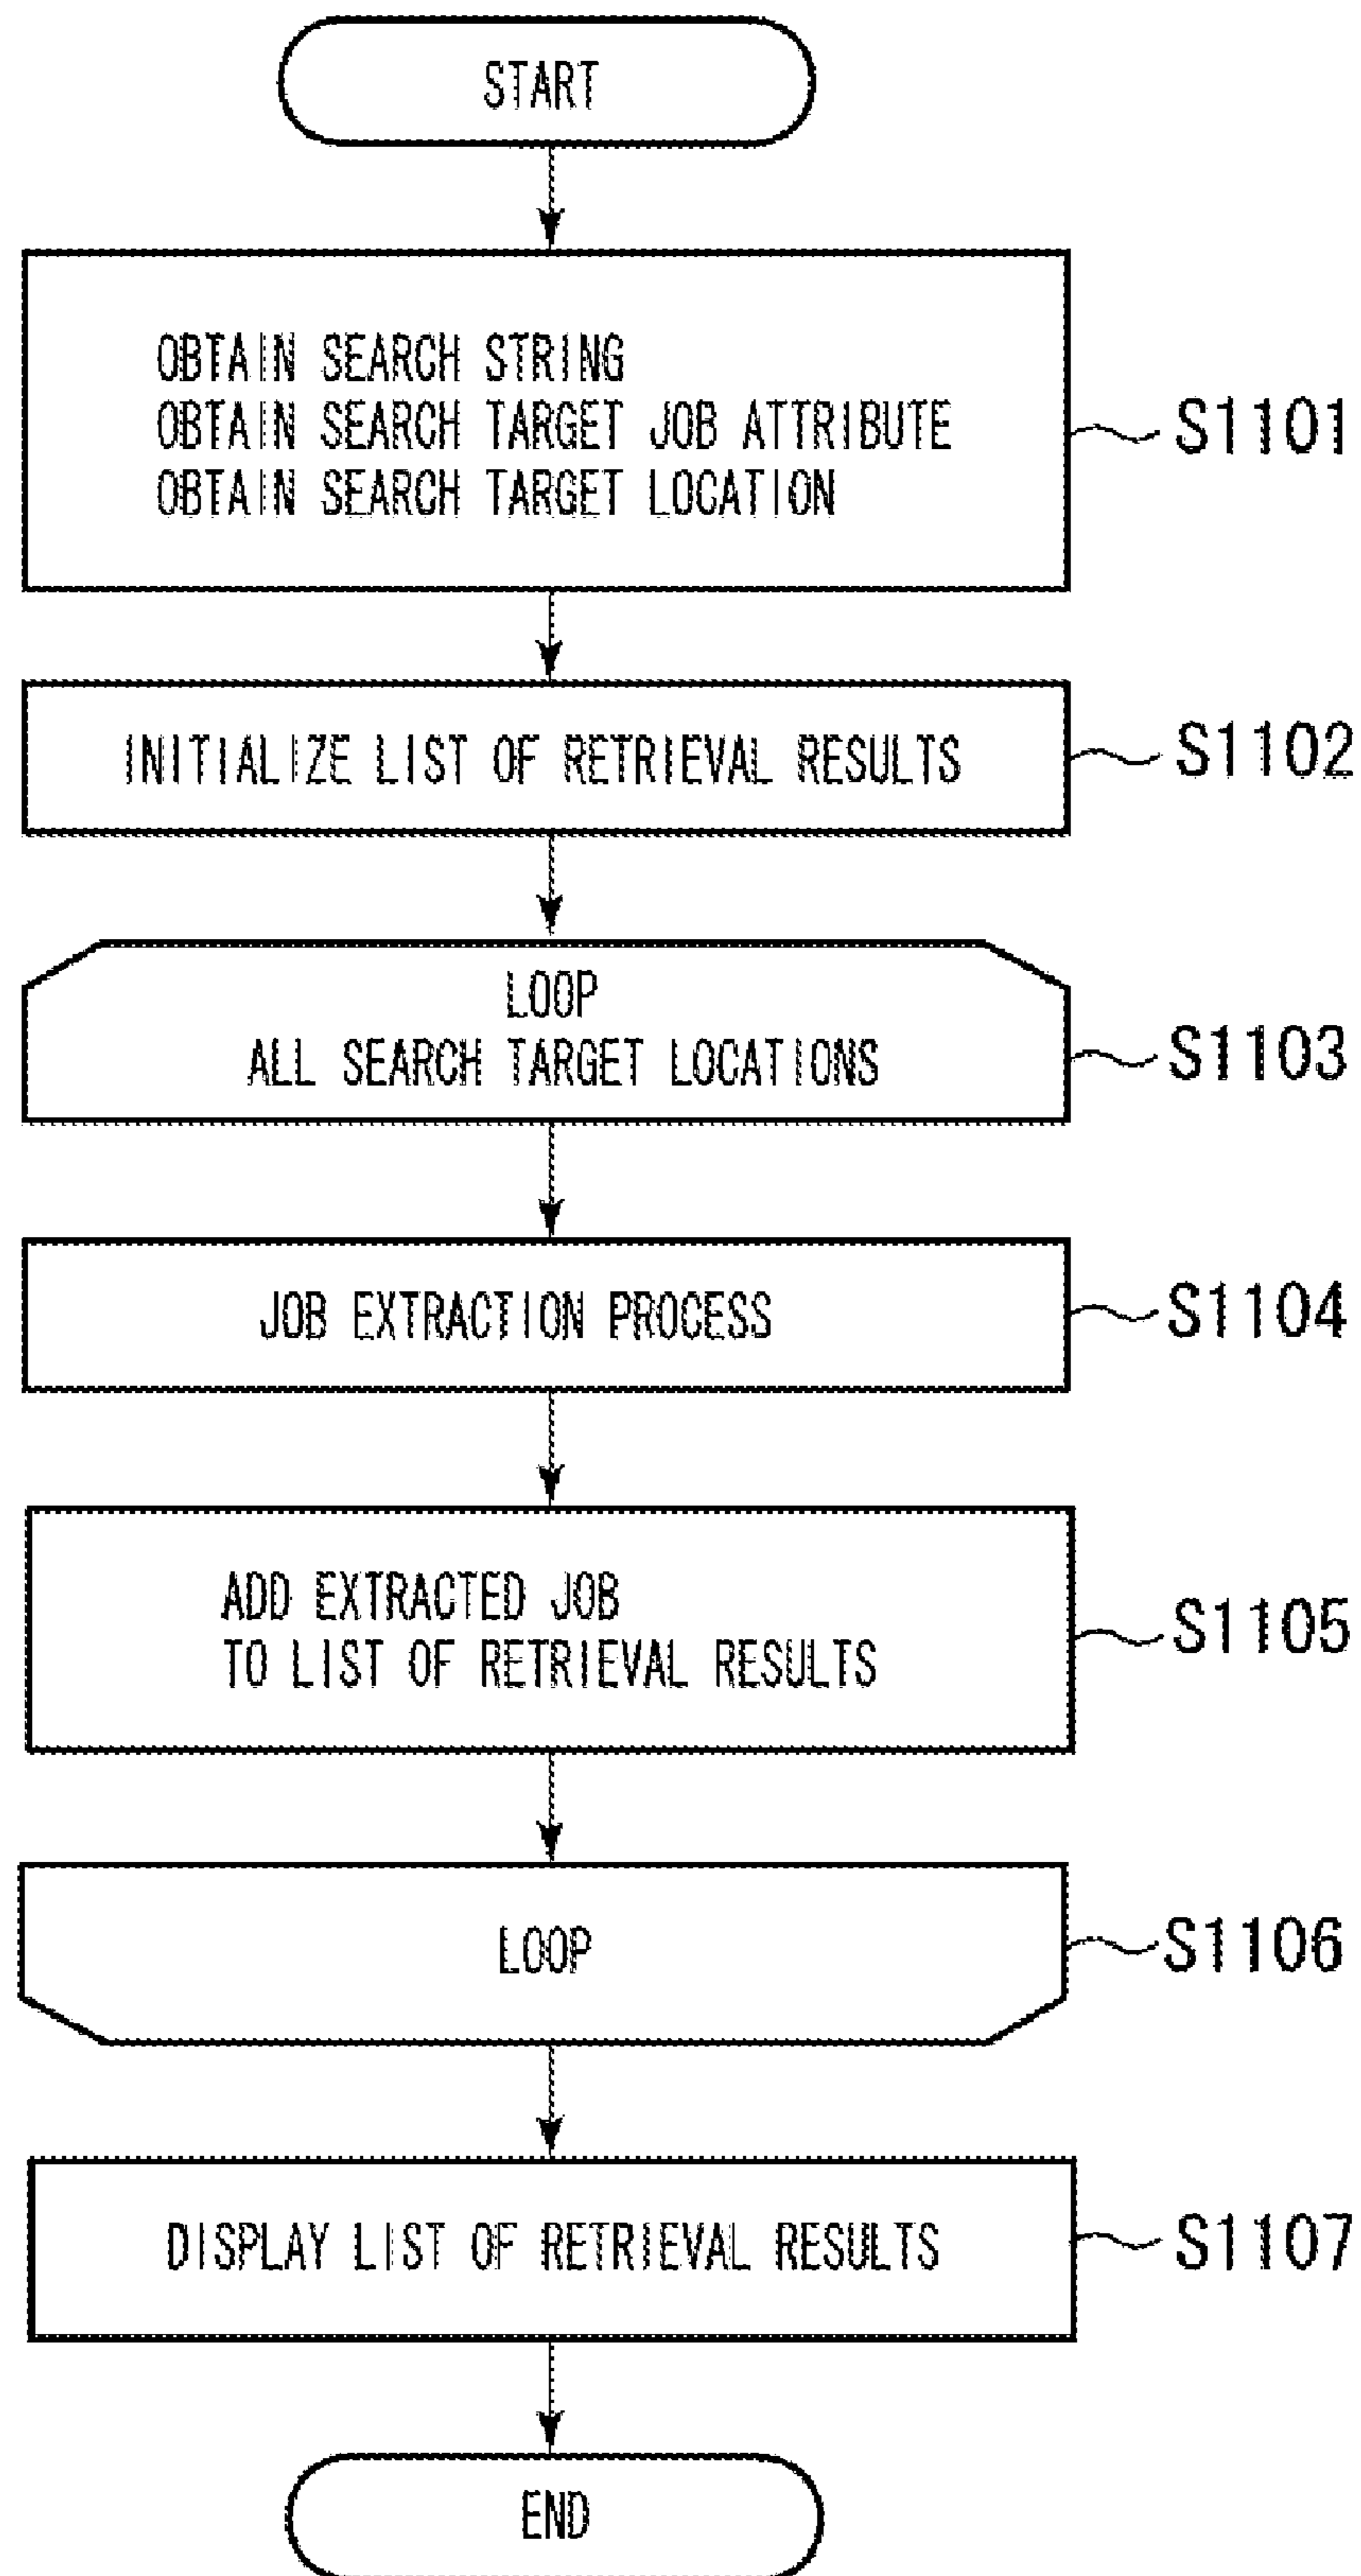 START
OBTAIN SEARCH STRING
OBTAIN SEARCH TARGET JOB ATTRIBUTE
OBTAIN SEARCH TARGET LOCATION
S1101
INITIALIZE LIST OF RETRIEVAL RESULTS
S1102
LOOP
ALL SEARCH TARGET LOCATIONS
S1103
JOB EXTRACTION PROCESS
S1104
ADD EXTRACTED JOB
TO LIST OF RETRIEVAL RESULTS
S1105
LOOP
S1106
DISPLAY LIST OF RETRIEVAL RESULTS
S1107
END